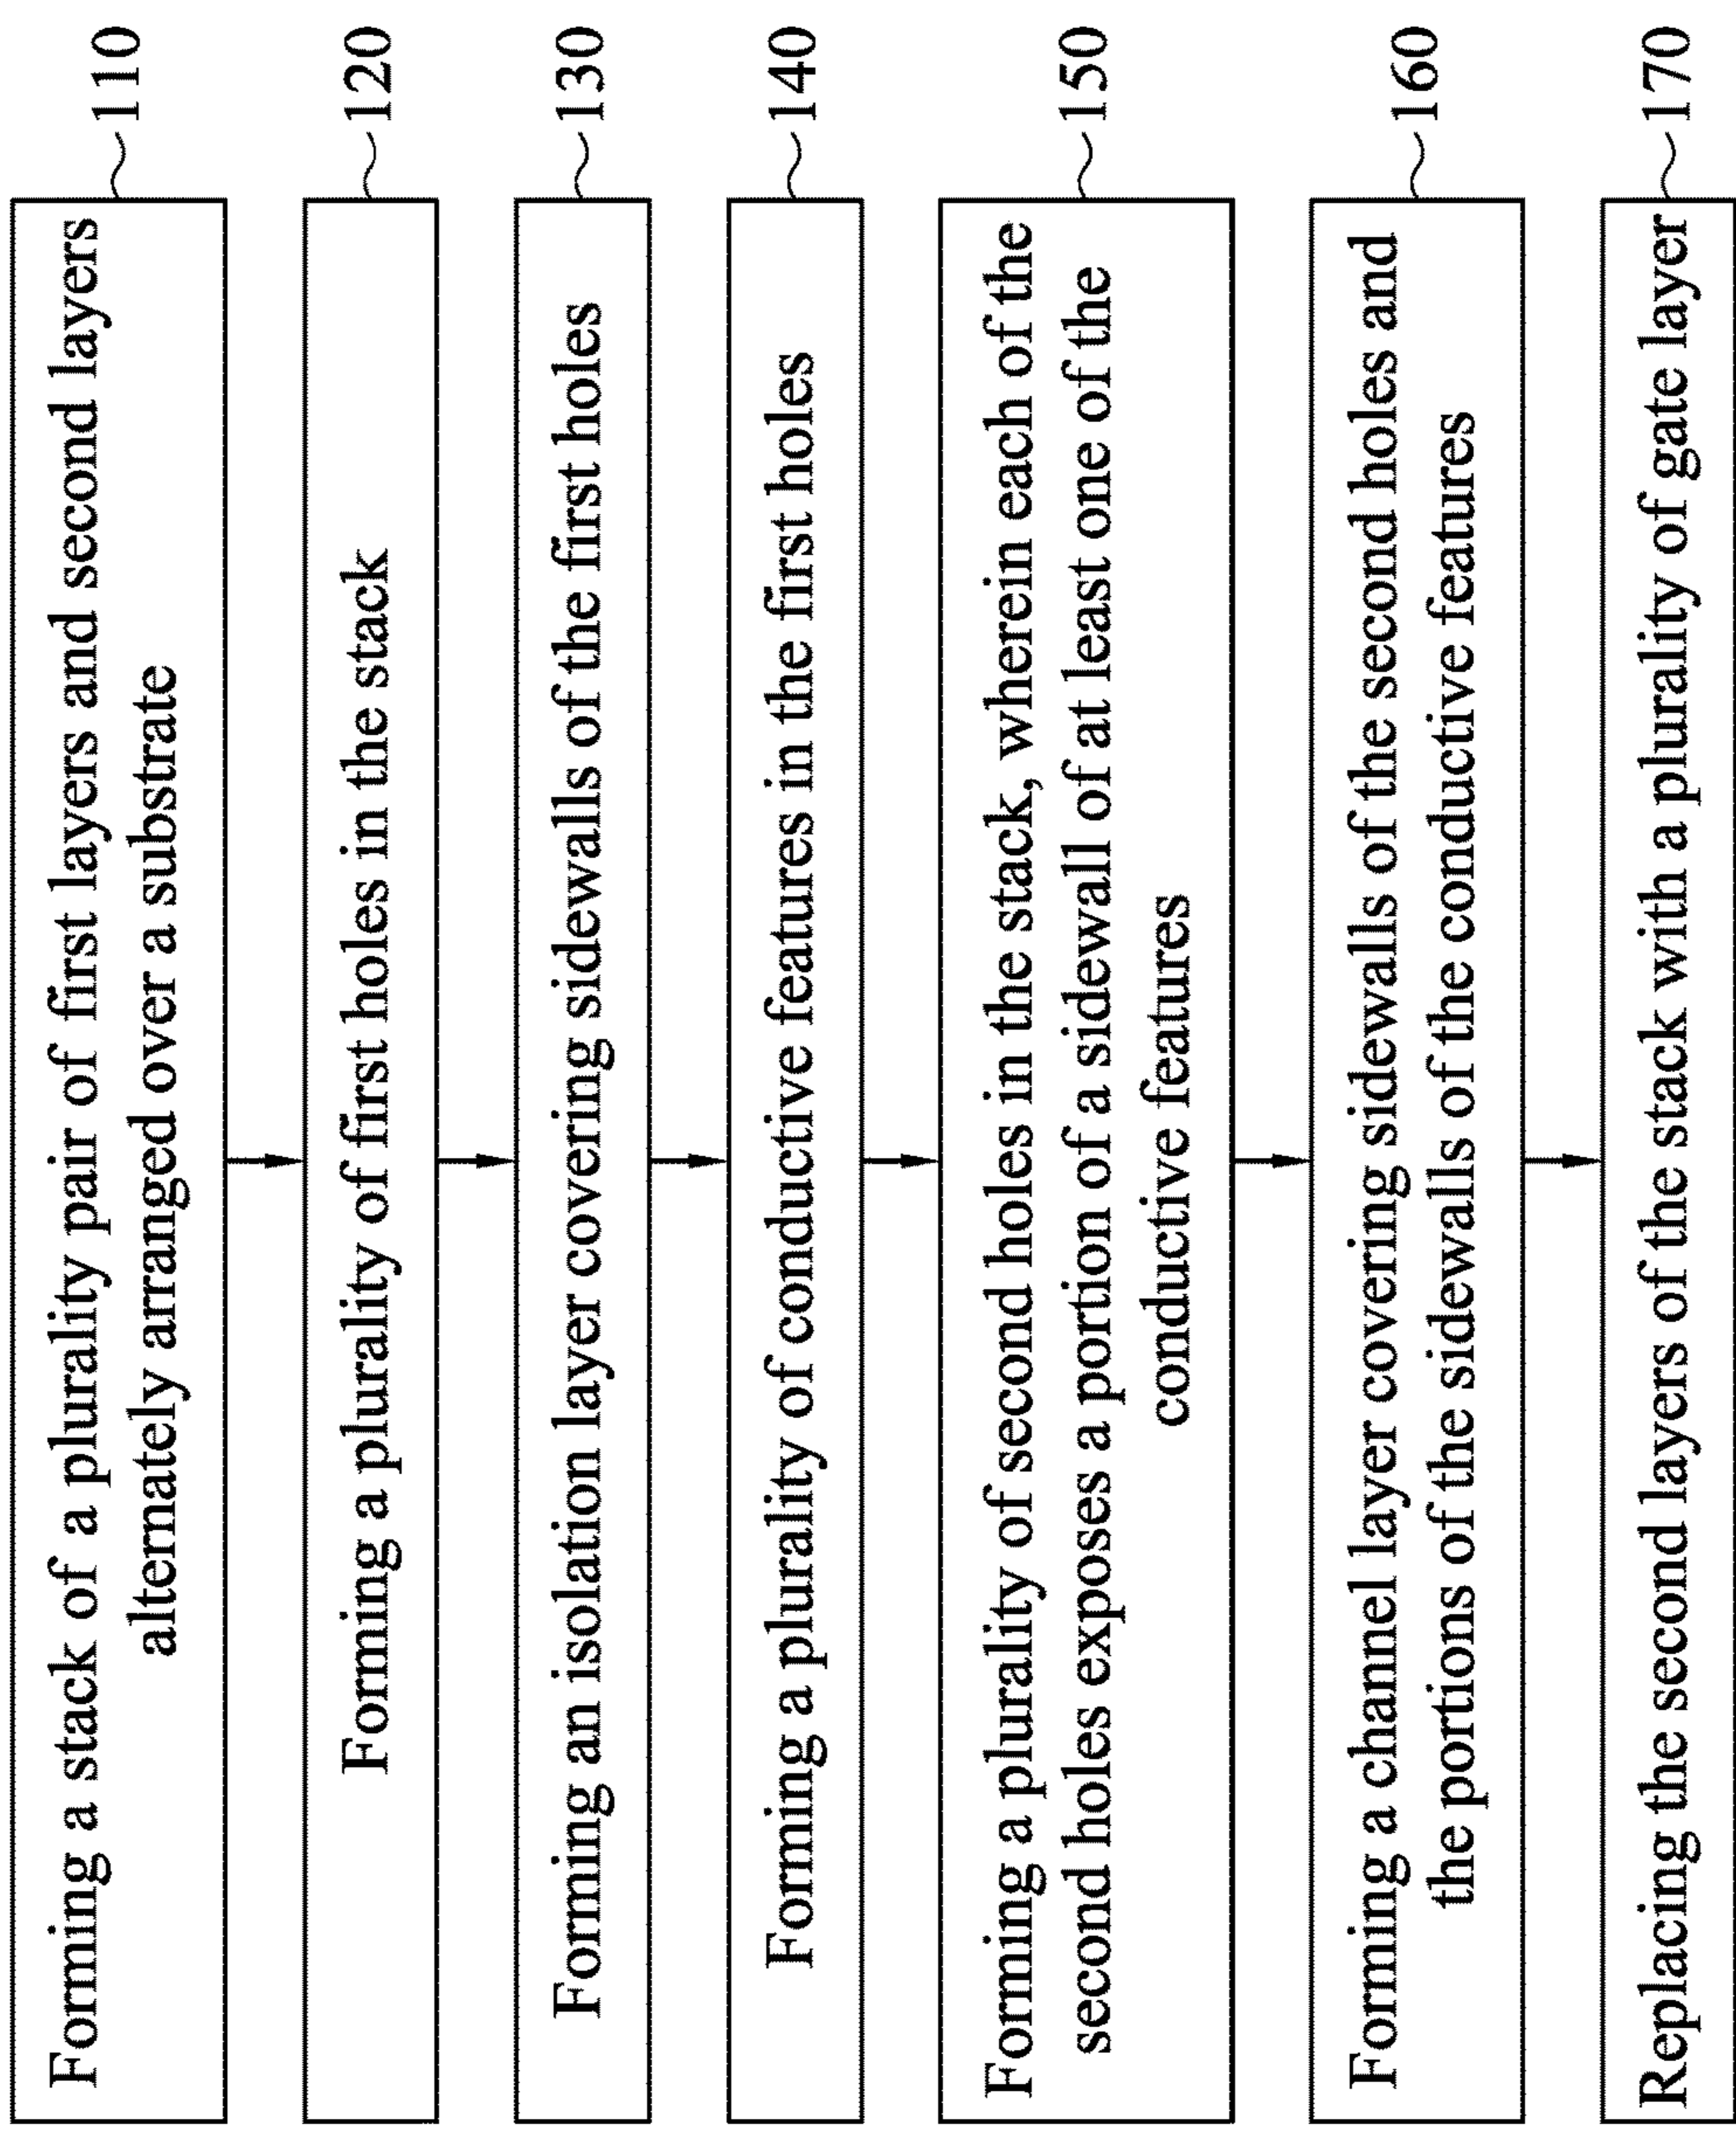 Forming a stack of a plurality pair of first layers and second layers
alternately arranged over a substrate
110
Forming a plurality of first holes in the stack
120
Forming an isolation layer covering sidewalls of the first holes
130
Forming a plurality of conductive features in the first holes
140
Forming a plurality of second holes in the stack, wherein each of the
second holes exposes a portion of a sidewall of at least one of the
conductive features
150
Forming a channel layer covering sidewalls of the second holes and
the portions of the sidewalls of the conductive features
160
Replacing the second layers of the stack with a plurality of gate layer
170